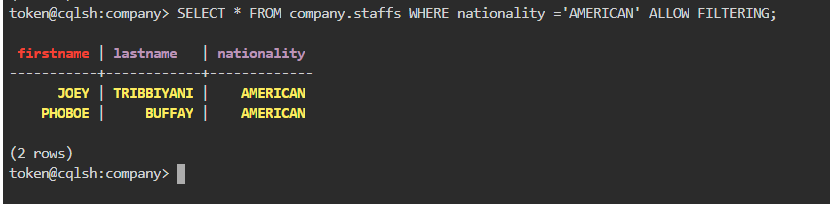 token@cqlsh:company> SELECT * FROM company.staffs WHERE nationality ='AMERICAN' ALLOW FILTERING;
firstname | lastname | nationality
-----------+------------+-------------
JOEY | TRIBBIYANI | AMERICAN
PHOBOE | BUFFAY | AMERICAN
(2 rows)
token@cqlsh:company>